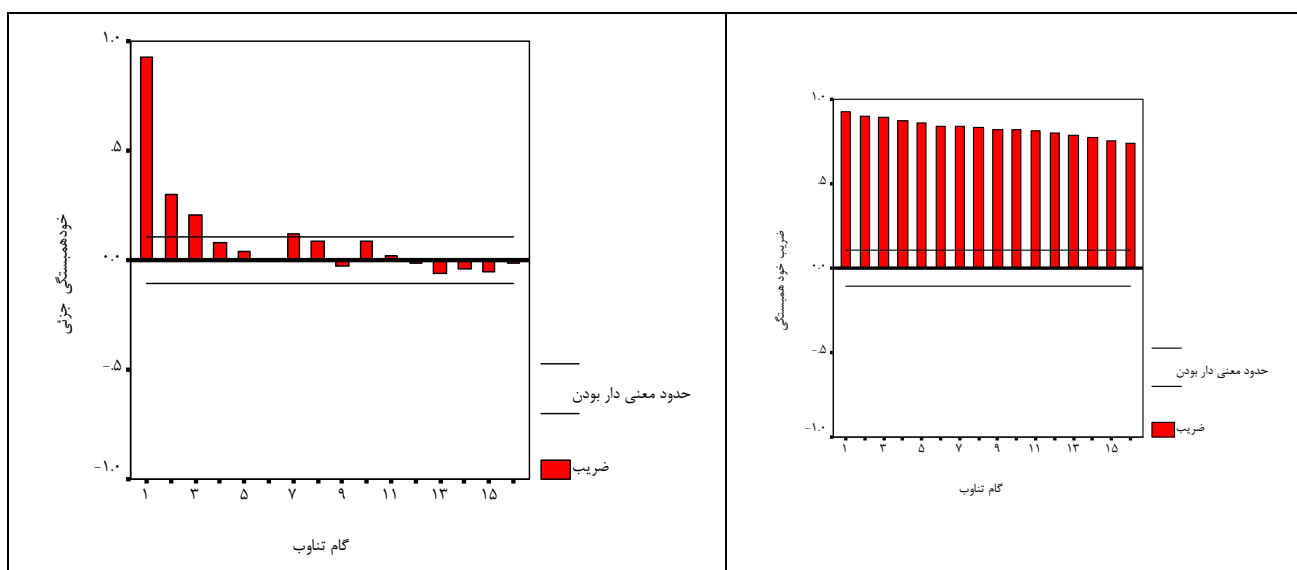 ۱.۰
.۵
۰.۰
-.۵
-۱.۰
خودهمبستگی جزئی
۱ ۳ ۵ ۷ ۹ ۱۱ ۱۳ ۱۵
گام تناوب
حدود معنی دار بودن
ضریب
۱.۰
.۵
۰.۰
-.۵
-۱.۰
ضریب خود همبستگی
۱ ۳ ۵ ۷ ۹ ۱۱ ۱۳ ۱۵
گام تناوب
حدود معنی دار بودن
ضریب